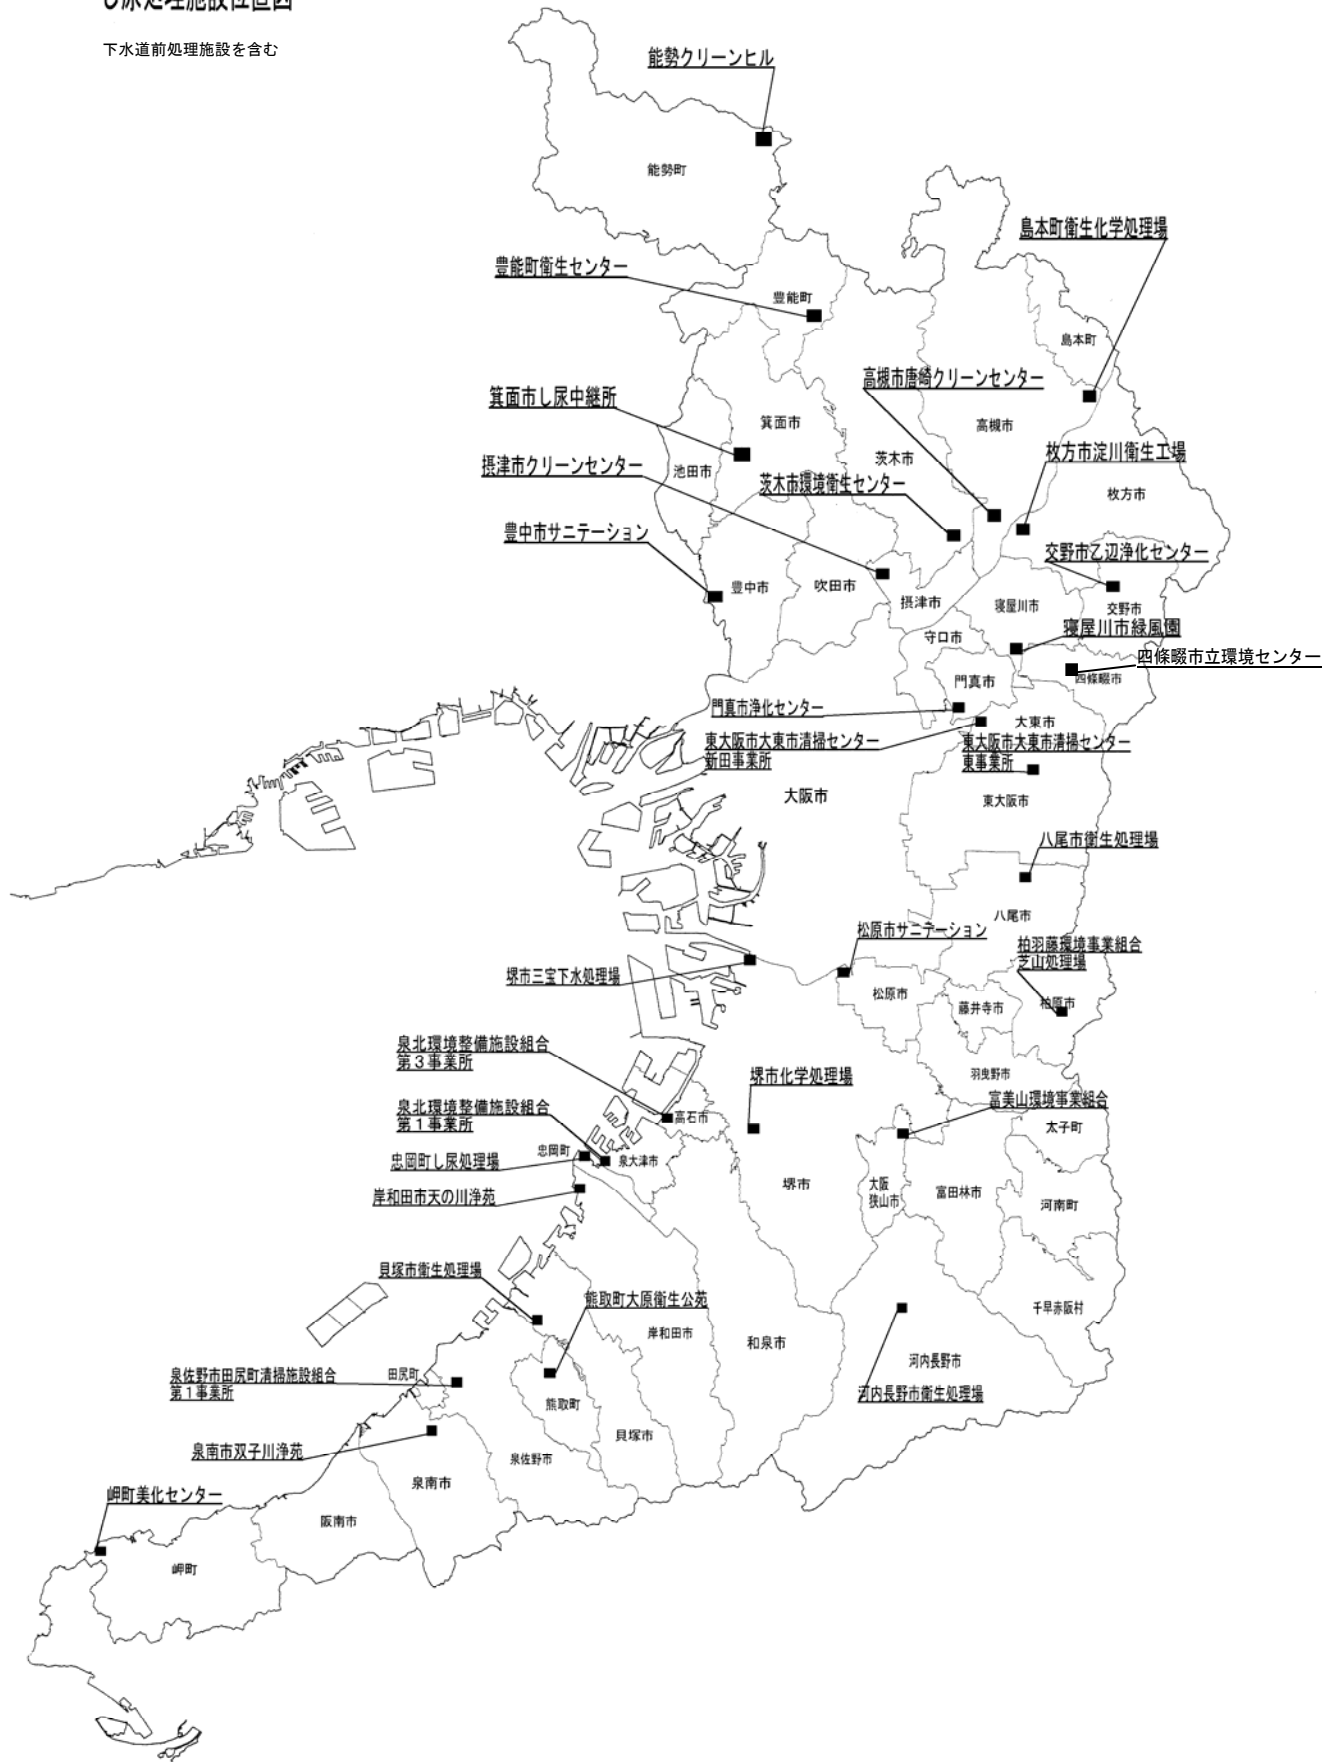 し尿処理施設位置図
下水道前処理施設を含む
能勢クリーンヒル
能勢町
島本町衛生化学処理場
豊能町衛生センター
豊能町
島本町
高槻市唐崎クリーンセンター
箕面市し尿中継所
箕面市
高槻市
枚方市淀川衛生工場
茨木市
摂津市クリーンセンター
池田市
茨木市環境衛生センター
枚方市
豊中市サニテーション
交野市乙辺浄化センター
豊中市
吹田市
摂津市
寝屋川市
交野市
寝屋川市緑風園
守口市
四條畷市立環境センター
門真市
四條畷市
門真市浄化センター
大東市
東大阪市大東市清掃センター
新田事業所
東大阪市大東市清掃センター
東事業所
大阪市
東大阪市
八尾市衛生処理場
八尾市
松原市サニテーション
柏羽藤環境事業組合
芝山処理場
堺市三宝下水処理場
松原市
藤井寺市
柏原市
泉北環境整備施設組合
第３事業所
堺市化学処理場
羽曳野市
富美山環境事業組合
泉北環境整備施設組合
第１事業所
高石市
太子町
忠岡町
忠岡町し尿処理場
泉大津市
堺市
大阪
狭山市
富田林市
河南町
岸和田市天の川浄苑
貝塚市衛生処理場
熊取町大原衛生公苑
千早赤阪村
岸和田市
和泉市
河内長野市
泉佐野市田尻町清掃施設組合
第１事業所
田尻町
河内長野市衛生処理場
熊取町
貝塚市
泉南市双子川浄苑
泉佐野市
泉南市
岬町美化センター
阪南市
岬町